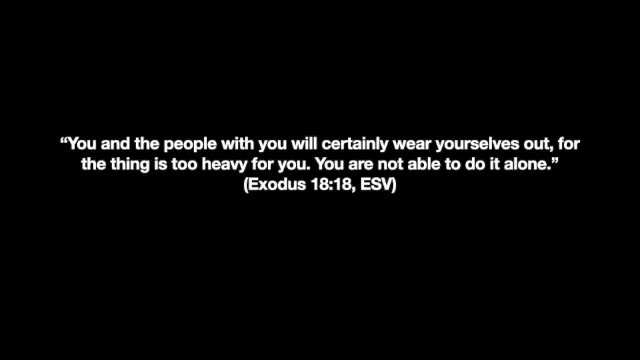 “You and the people with you will certainly wear yourselves out, for
the thing is too heavy for you. You are not able to do it alone.”
(Exodus 18:18, ESV)